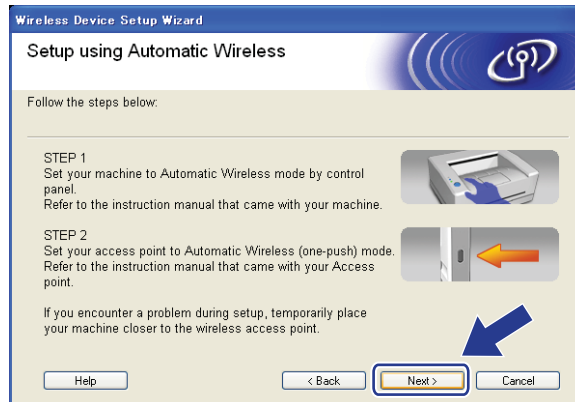 Wireless Device Setup Wizard
Setup using Automatic Wireless
Follow the steps below:
STEP 1
Set your machine to Automatic Wireless mode by control
panel.
Refer to the instruction manual that came with your machine.
STEP 2
Set your access point to Automatic Wireless (one-push) mode.
Refer to the instruction manual that came with your Access
point.
If you encounter a problem during setup, temporarily place
your machine closer to the wireless access point.
Help < Back Next > Cancel